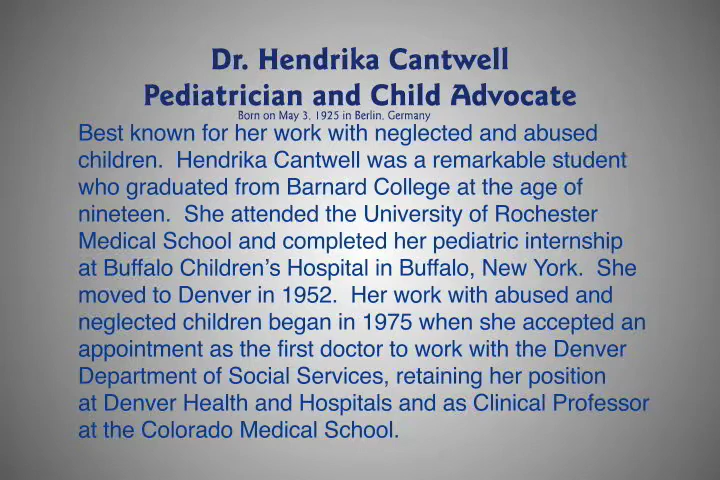 Dr. Hendrika Cantwell
Pediatrician and Child Advocate
Born on May 3, 1925 in Berlin, Germany
Best known for her work with neglected and abused
children.  Hendrika Cantwell was a remarkable student
who graduated from Barnard College at the age of
nineteen.  She attended the University of Rochester
Medical School and completed her pediatric internship
at Buffalo Children's Hospital in Buffalo, New York.  She
moved to Denver in 1952.  Her work with abused and
neglected children began in 1975 when she accepted an
appointment as the first doctor to work with the Denver
Department of Social Services, retaining her position
at Denver Health and Hospitals and as Clinical Professor
at the Colorado Medical School.